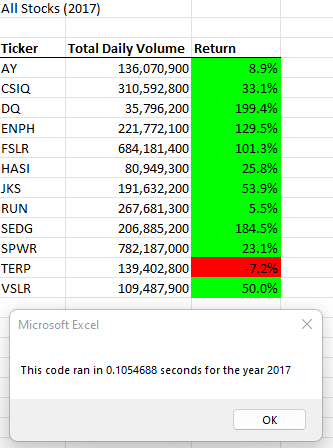 All Stocks (2017)
Ticker Total Daily Volume Return
AY 136,070,900 8.9%
CSIQ 310,592,800 33.1%
DQ 35,796,200 199.4%
ENPH 221,772,100 129.5%
FSLR 684,181,400 101.3%
HASI 80,949,300 25.8%
JKS 191,632,200 53.9%
RUN 267,681,300 5.5%
SEDG 206,885,200 184.5%
SPWR 782,187,000 23.1%
TERP 139,402,800 -7.2%
VSLR 109,487,900 50.0%
Microsoft Excel
This code ran in 0.1054688 seconds for the year 2017
OK